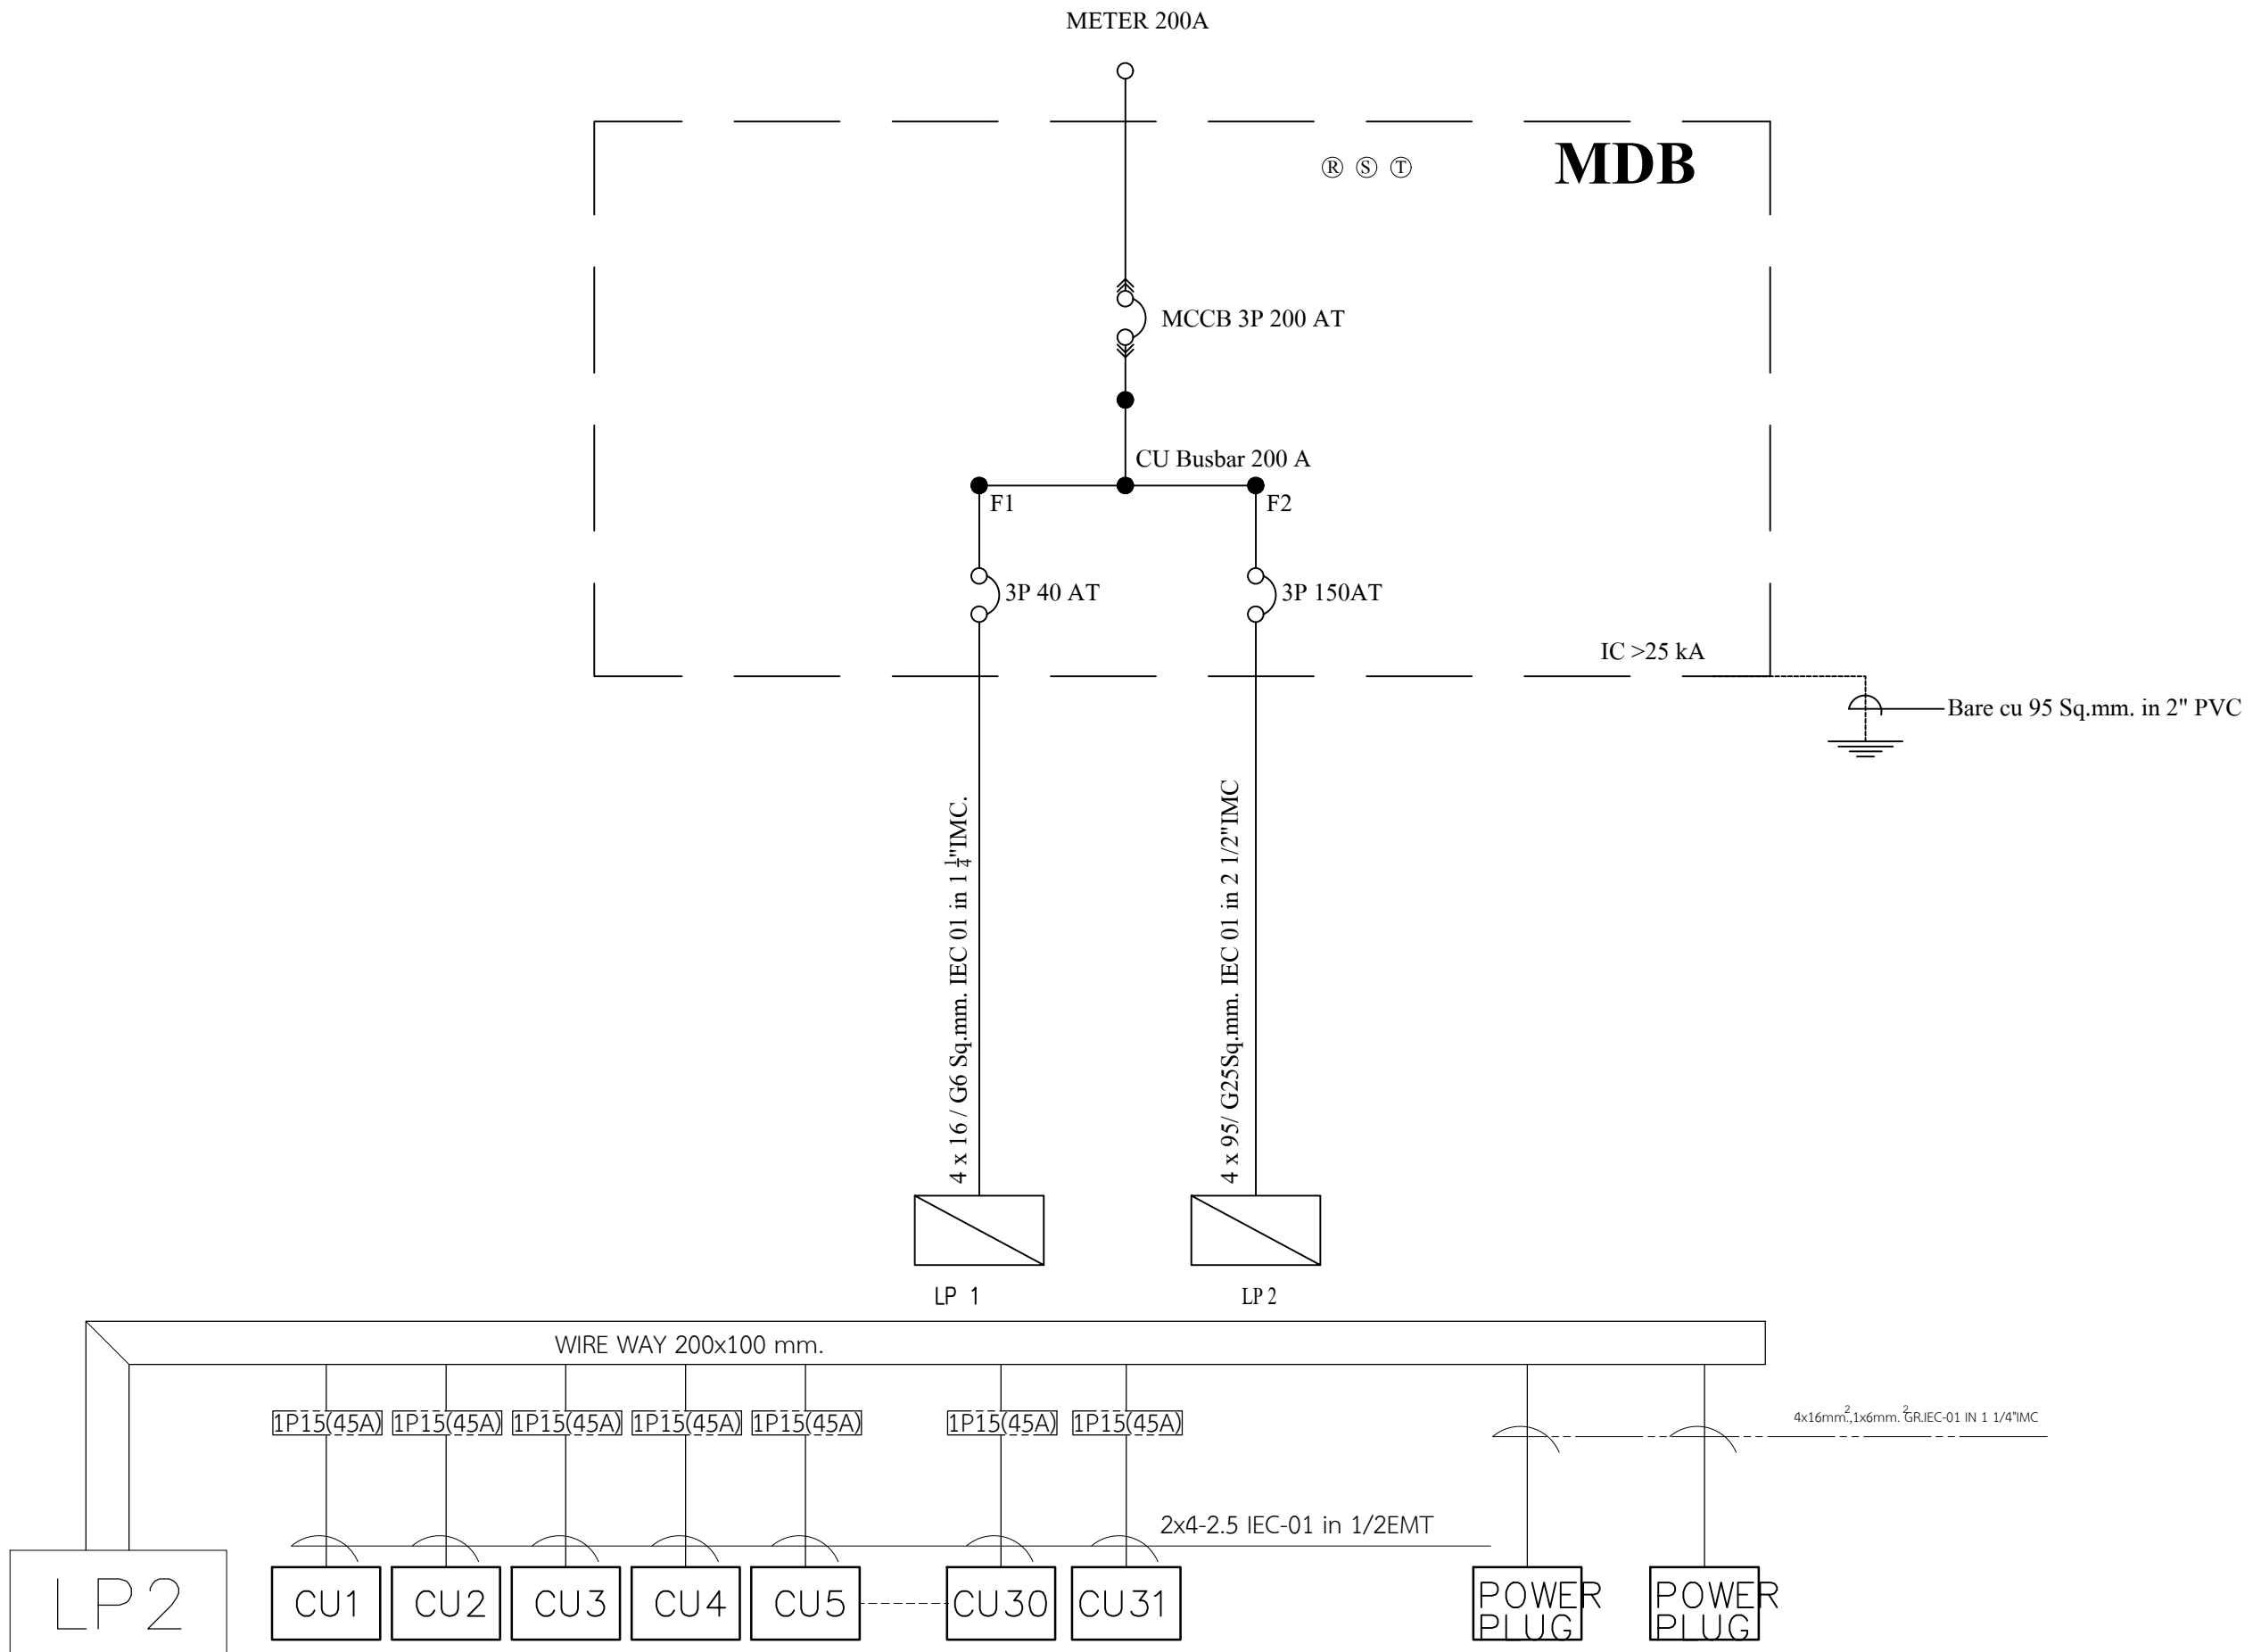 METER 200A
Ⓡ Ⓢ Ⓣ
MDB
MCCB 3P 200 AT
CU Busbar 200 A
F1
F2
3P 40 AT
3P 150AT
IC >25 kA
Bare cu 95 Sq.mm. in 2" PVC
4 x 16 / G6 Sq.mm. IEC 01 in 1 1/4"IMC.
4 x 95/ G25Sq.mm. IEC 01 in 2 1/2"IMC
LP 1
LP 2
WIRE WAY 200x100 mm.
1P15(45A)
1P15(45A)
1P15(45A)
1P15(45A)
1P15(45A)
1P15(45A)
1P15(45A)
4x16mm.²,1x6mm.²GR.IEC-01 IN 1 1/4"IMC
2x4-2.5 IEC-01 in 1/2EMT
LP2
CU1
CU2
CU3
CU4
CU5
CU30
CU31
POWER
PLUG
POWER
PLUG